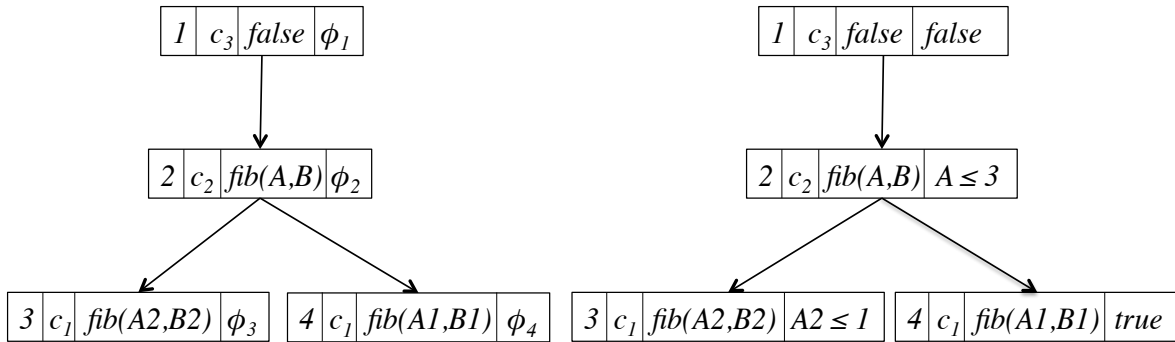 1 c₃ false ϕ₁
1 c₃ false false
2 c₂ fib(A,B) ϕ₂
2 c₂ fib(A,B) A ≤ 3
3 c₁ fib(A2,B2) ϕ₃
4 c₁ fib(A1,B1) ϕ₄
3 c₁ fib(A2,B2) A2 ≤ 1
4 c₁ fib(A1,B1) true